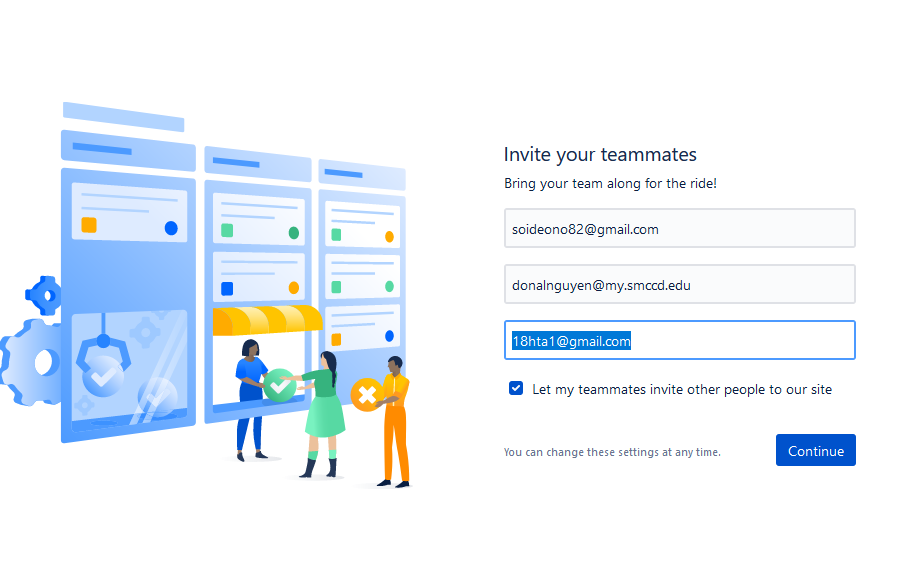 Invite your teammates
Bring your team along for the ride!
soideono82@gmail.com
donalnguyen@my.smccd.edu
18hta1@gmail.com
Let my teammates invite other people to our site
You can change these settings at any time.
Continue